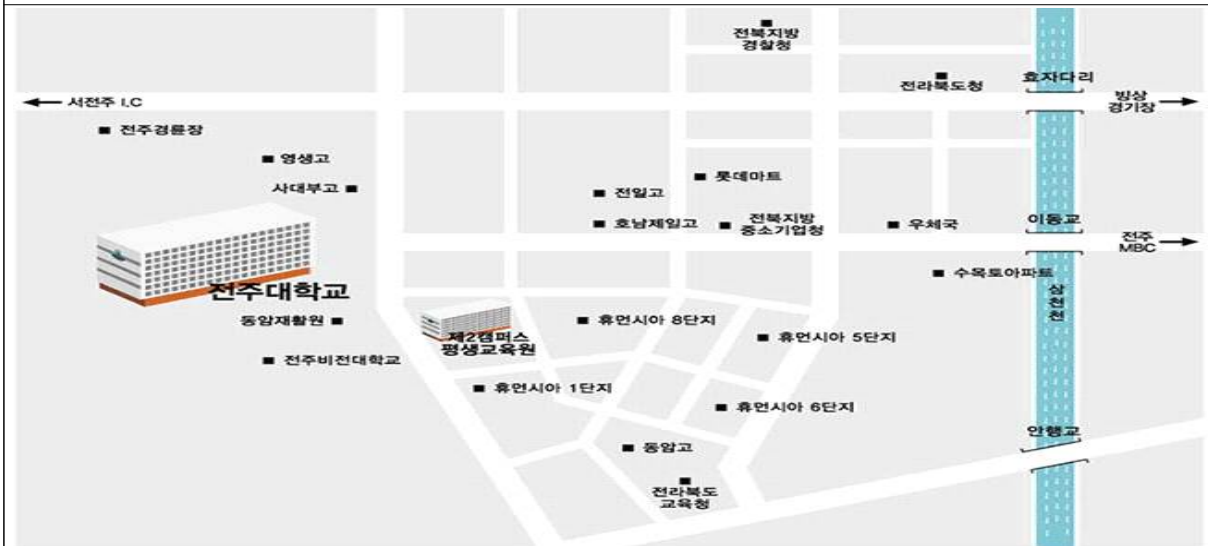 전북지방
경찰청
전라북도청
효자다리
서전주 I.C
빙상
경기장
전주경륜장
영생고
사대부고
롯데마트
전일고
호남제일고
전북지방
중소기업청
우체국
이동교
전주
MBC
수목토아파트
삼천천
전주대학교
동암재활원
제2캠퍼스
평생교육원
휴먼시아 8단지
휴먼시아 5단지
전주비전대학교
휴먼시아 1단지
휴먼시아 6단지
안행교
동암고
전라북도
교육청